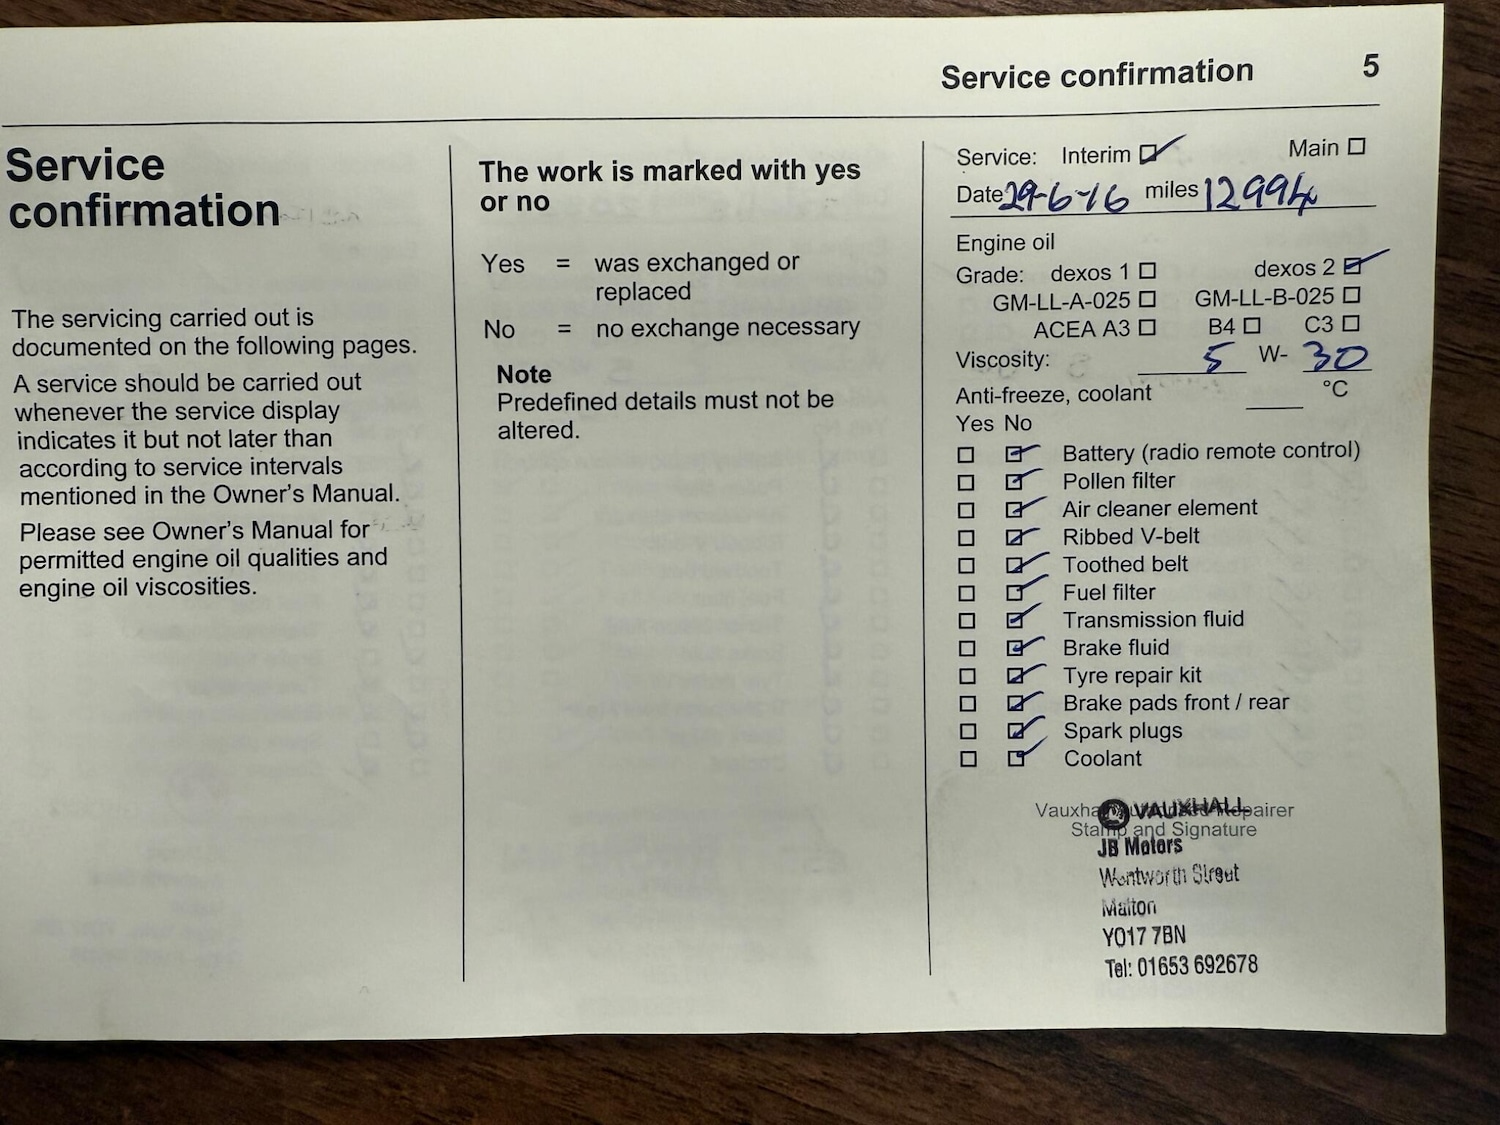 Service confirmation 5
Service
confirmation
The servicing carried out is
documented on the following pages.
A service should be carried out
whenever the service display
indicates it but not later than
according to service intervals
mentioned in the Owner's Manual.
Please see Owner's Manual for
permitted engine oil qualities and
engine oil viscosities.
The work is marked with yes
or no
Yes = was exchanged or
replaced
No = no exchange necessary
Note
Predefined details must not be
altered.
Service: Interim ☑ Main ☐
Date 29-6-16 miles 12994
Engine oil
Grade: dexos 1 ☐ dexos 2 ☑
GM-LL-A-025 ☐ GM-LL-B-025 ☐
ACEA A3 ☐ B4 ☐ C3 ☐
Viscosity: 5 W- 30
Anti-freeze, coolant ____ °C
Yes No
☐ ☑ Battery (radio remote control)
☐ ☑ Pollen filter
☐ ☑ Air cleaner element
☐ ☑ Ribbed V-belt
☐ ☑ Toothed belt
☐ ☑ Fuel filter
☐ ☑ Transmission fluid
☐ ☑ Brake fluid
☐ ☑ Tyre repair kit
☐ ☑ Brake pads front / rear
☐ ☑ Spark plugs
☐ ☑ Coolant
Vauxhall Authorised Repairer
Stamp and Signature
VAUXHALL
JB Motors
Wentworth Street
Malton
YO17 7BN
Tel: 01653 692678